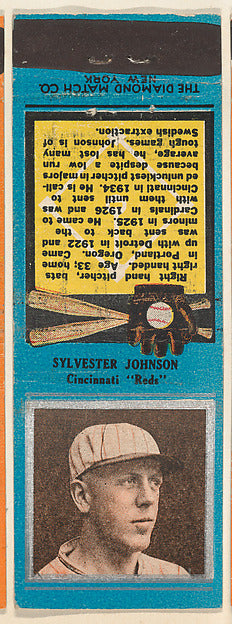 THE DIAMOND MATCH CO.
NEW YORK
Right hand pitcher, bats
right handed. Age 33; home
in Portland, Oregon. Came
up with Detroit in 1922 and
was sent back to the
minors in 1925. He came to
Cardinals in 1926 and was
with them until sent to
Cincinnati in 1934. He is call-
ed unluckiest pitcher in majors
because despite a low run
average, he has lost many
tough games. Johnson is of
Swedish extraction.
SYLVESTER JOHNSON
Cincinnati "Reds"